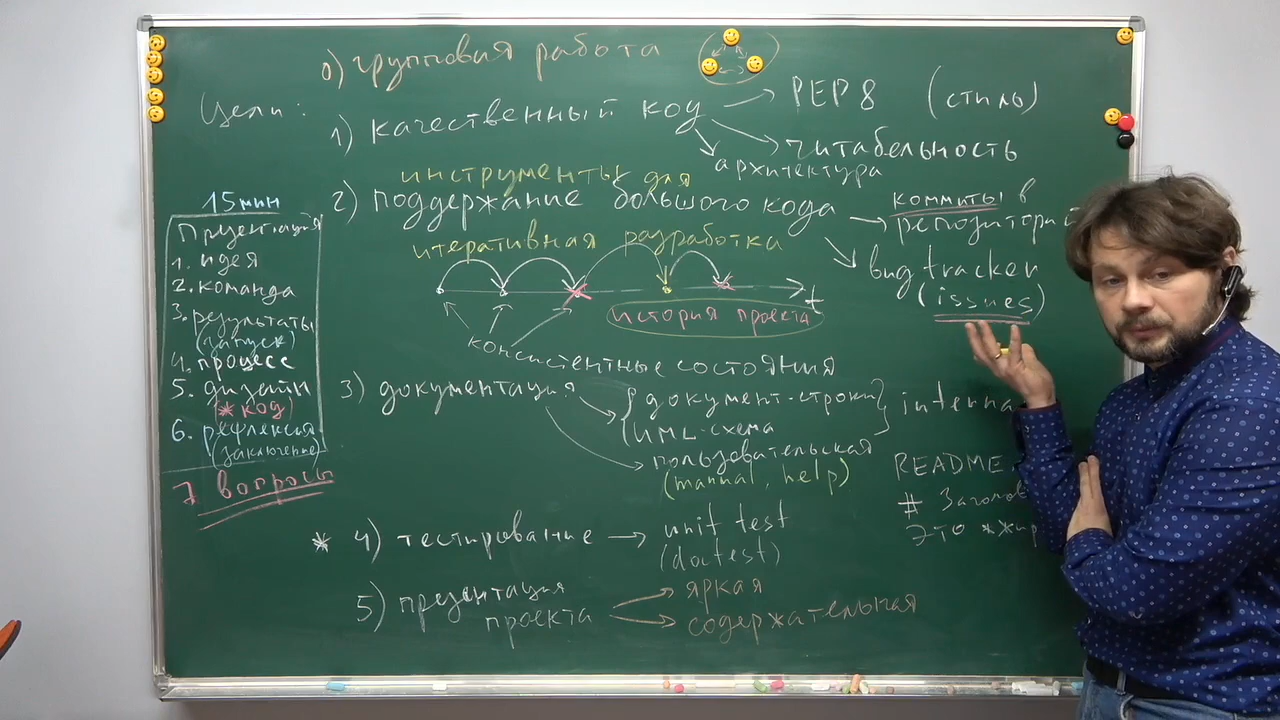 0) групповая работа
Цели:
1) качественный код → PEP 8 (стиль)
→ читабельность
→ архитектура
инструменты для
2) поддержание большого кода → коммиты в
репозиторий
→ bug tracker
(issues)
итеративная разработка
t
история проекта
консистентные состояния
3) документация → {документ-строки
UML-схема}
interna
→ пользовательская
(manual, help)
README
# Заголов
Это **жир
* 4) тестирование → unit test
(doctest)
5) презентация
проекта → яркая
→ содержательная
15 мин
Презентация
1. идея
2. команда
3. результаты
(запуск)
4. процесс
5. дизайн
(*код)
6. рефлексия
(заключение)
7 вопросы